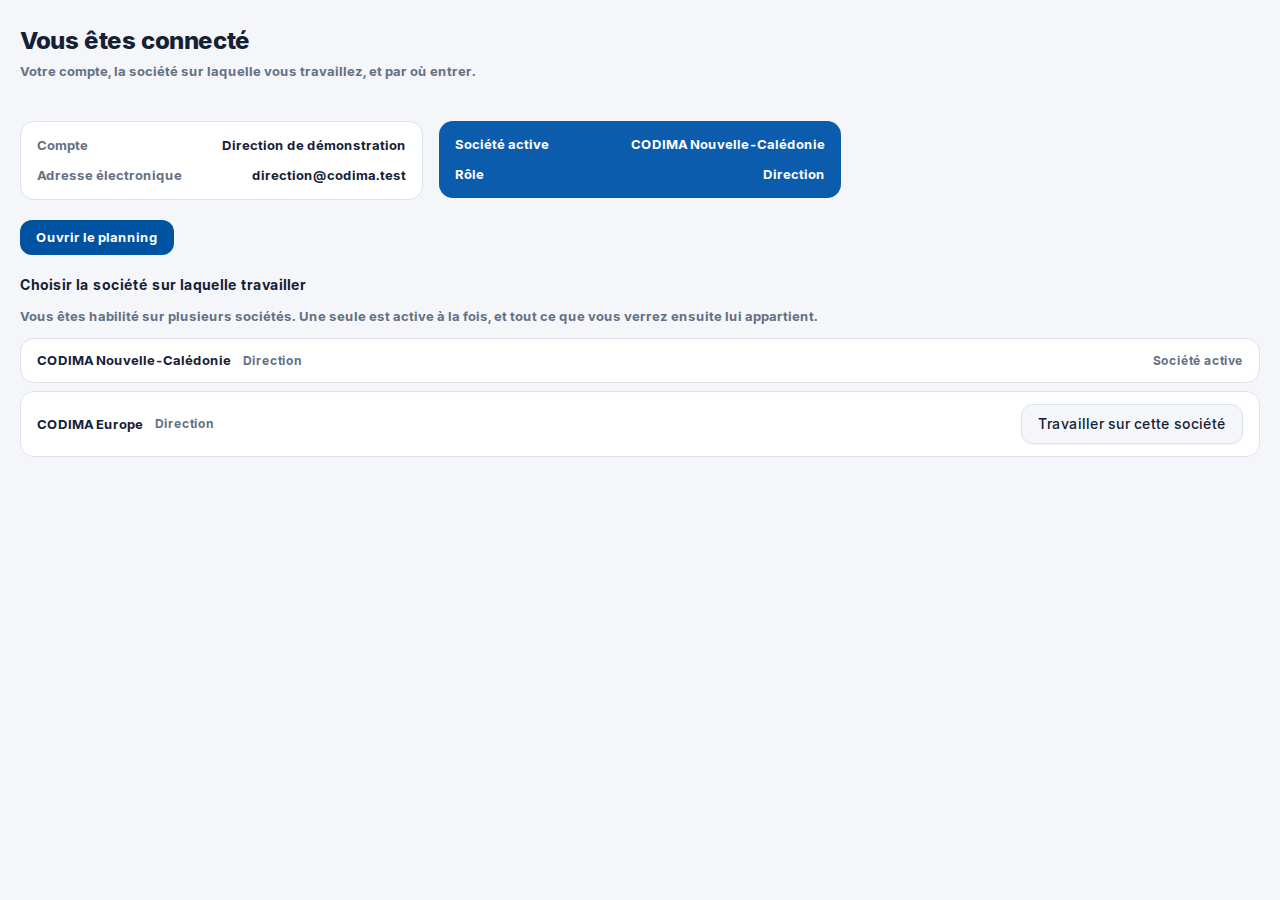 Vous êtes connecté
Votre compte, la société sur laquelle vous travaillez, et par où entrer.
Compte Direction de démonstration
Adresse électronique direction@codima.test
Société active CODIMA Nouvelle-Calédonie
Rôle Direction
Ouvrir le planning
Choisir la société sur laquelle travailler
Vous êtes habilité sur plusieurs sociétés. Une seule est active à la fois, et tout ce que vous verrez ensuite lui appartient.
CODIMA Nouvelle-Calédonie Direction Société active
CODIMA Europe Direction Travailler sur cette société